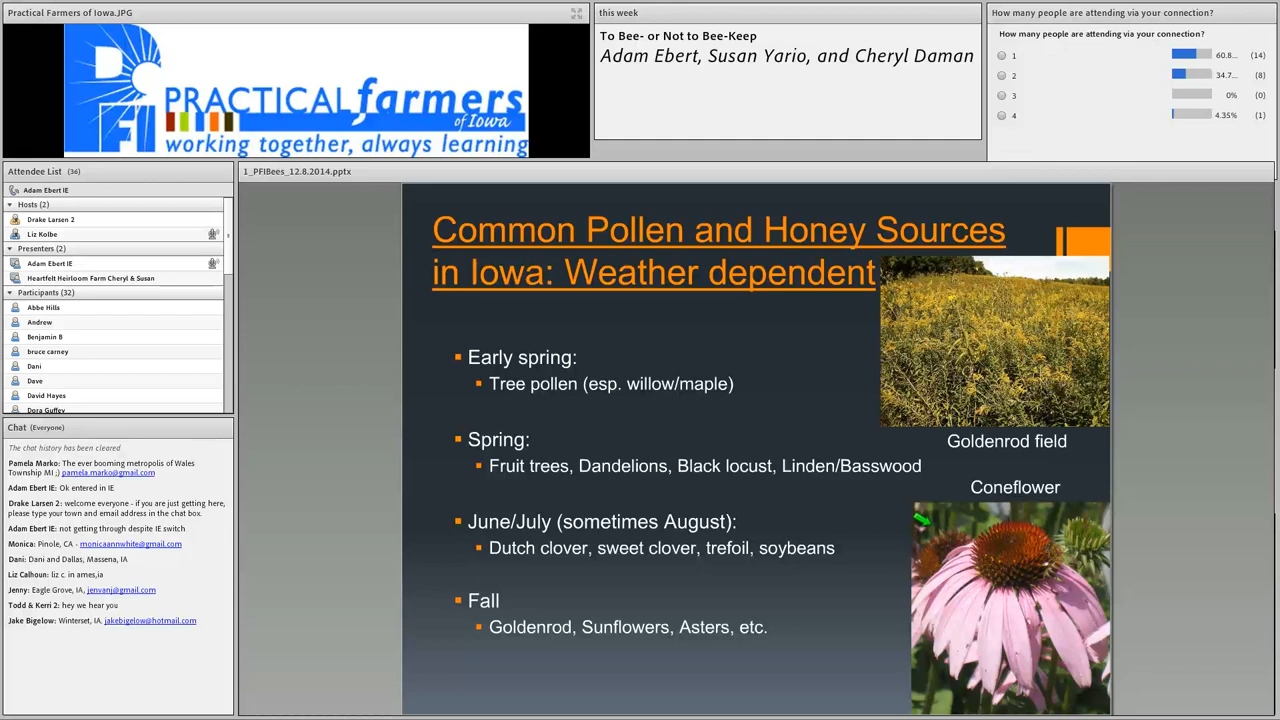 Practical Farmers of Iowa.JPG
PFI
PRACTICAL farmers
of Iowa
working together, always learning
this week
To Bee- or Not to Bee-Keep
Adam Ebert, Susan Yario, and Cheryl Daman
How many people are attending via your connection?
How many people are attending via your connection?
1 60.8... (14)
2 34.7... (8)
3 0% (0)
4 4.35% (1)
Attendee List (36)
Adam Ebert IE
Hosts (2)
Drake Larsen 2
Liz Kolbe
Presenters (2)
Adam Ebert IE
Heartfelt Heirloom Farm Cheryl & Susan
Participants (32)
Abbe Hills
Andrew
Benjamin B
bruce carney
Dani
Dave
David Hayes
Dora Guffey
Chat (Everyone)
The chat history has been cleared
Pamela Marko: The ever booming metropolis of Wales
Township MI ;) pamela.marko@gmail.com
Adam Ebert IE: Ok entered in IE
Drake Larsen 2: welcome everyone - if you are just getting here,
please type your town and email address in the chat box.
Adam Ebert IE: not getting through despite IE switch
Monica: Pinole, CA - monicaannwhite@gmail.com
Dani: Dani and Dallas, Massena, IA
Liz Calhoun: liz c. in ames,ia
Jenny: Eagle Grove, IA, jenvanj@gmail.com
Todd & Kerri 2: hey we hear you
Jake Bigelow: Winterset, IA, jakebigelow@hotmail.com
1_PFIBees_12.8.2014.pptx
Common Pollen and Honey Sources
in Iowa: Weather dependent
Early spring:
Tree pollen (esp. willow/maple)
Spring:
Fruit trees, Dandelions, Black locust, Linden/Basswood
June/July (sometimes August):
Dutch clover, sweet clover, trefoil, soybeans
Fall
Goldenrod, Sunflowers, Asters, etc.
Goldenrod field
Coneflower